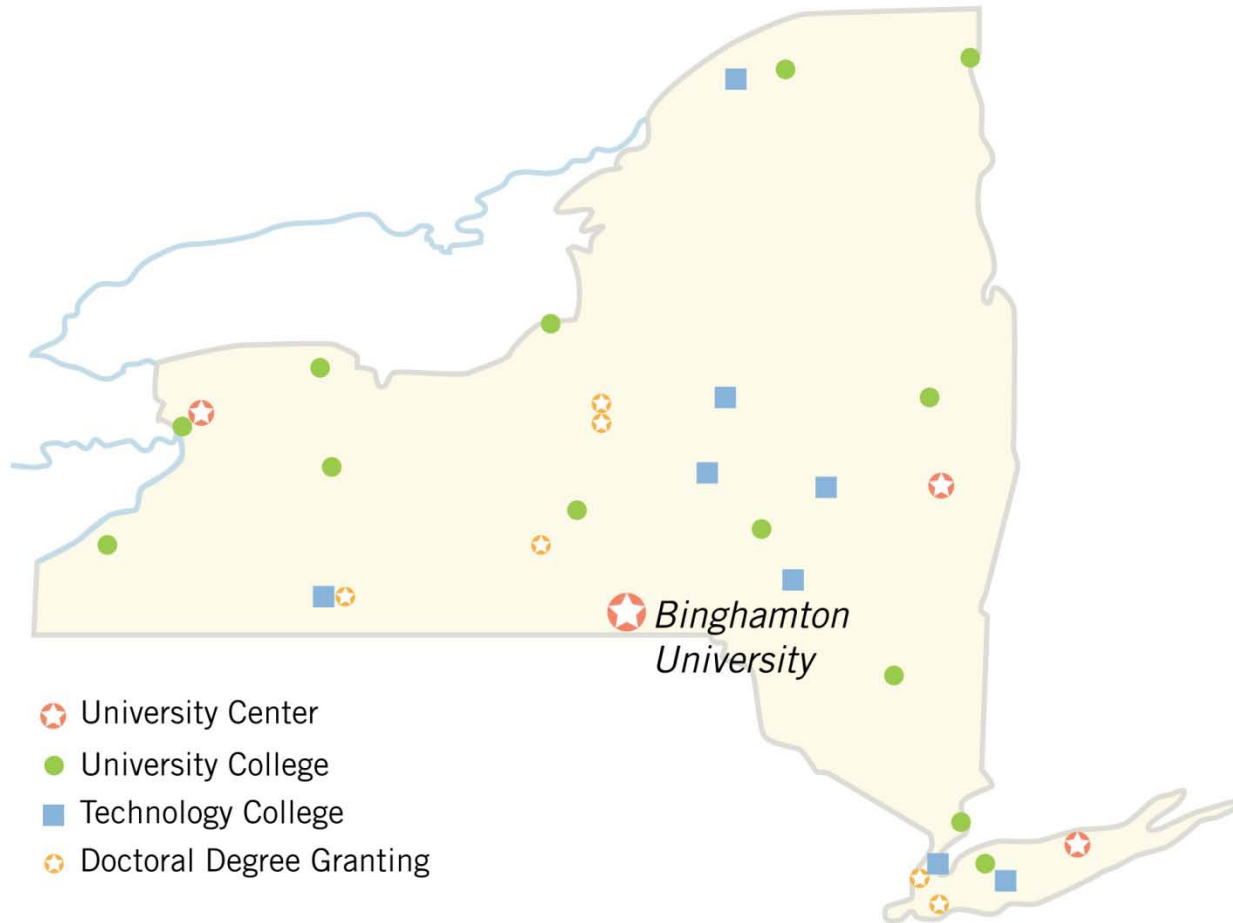 Binghamton
University
University Center
University College
Technology College
Doctoral Degree Granting